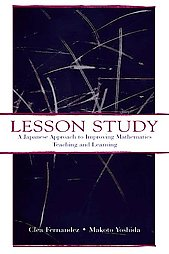 LESSON STUDY
A Japanese Approach to Improving Mathematics
Teaching and Learning
Clea Fernandez • Makoto Yoshida